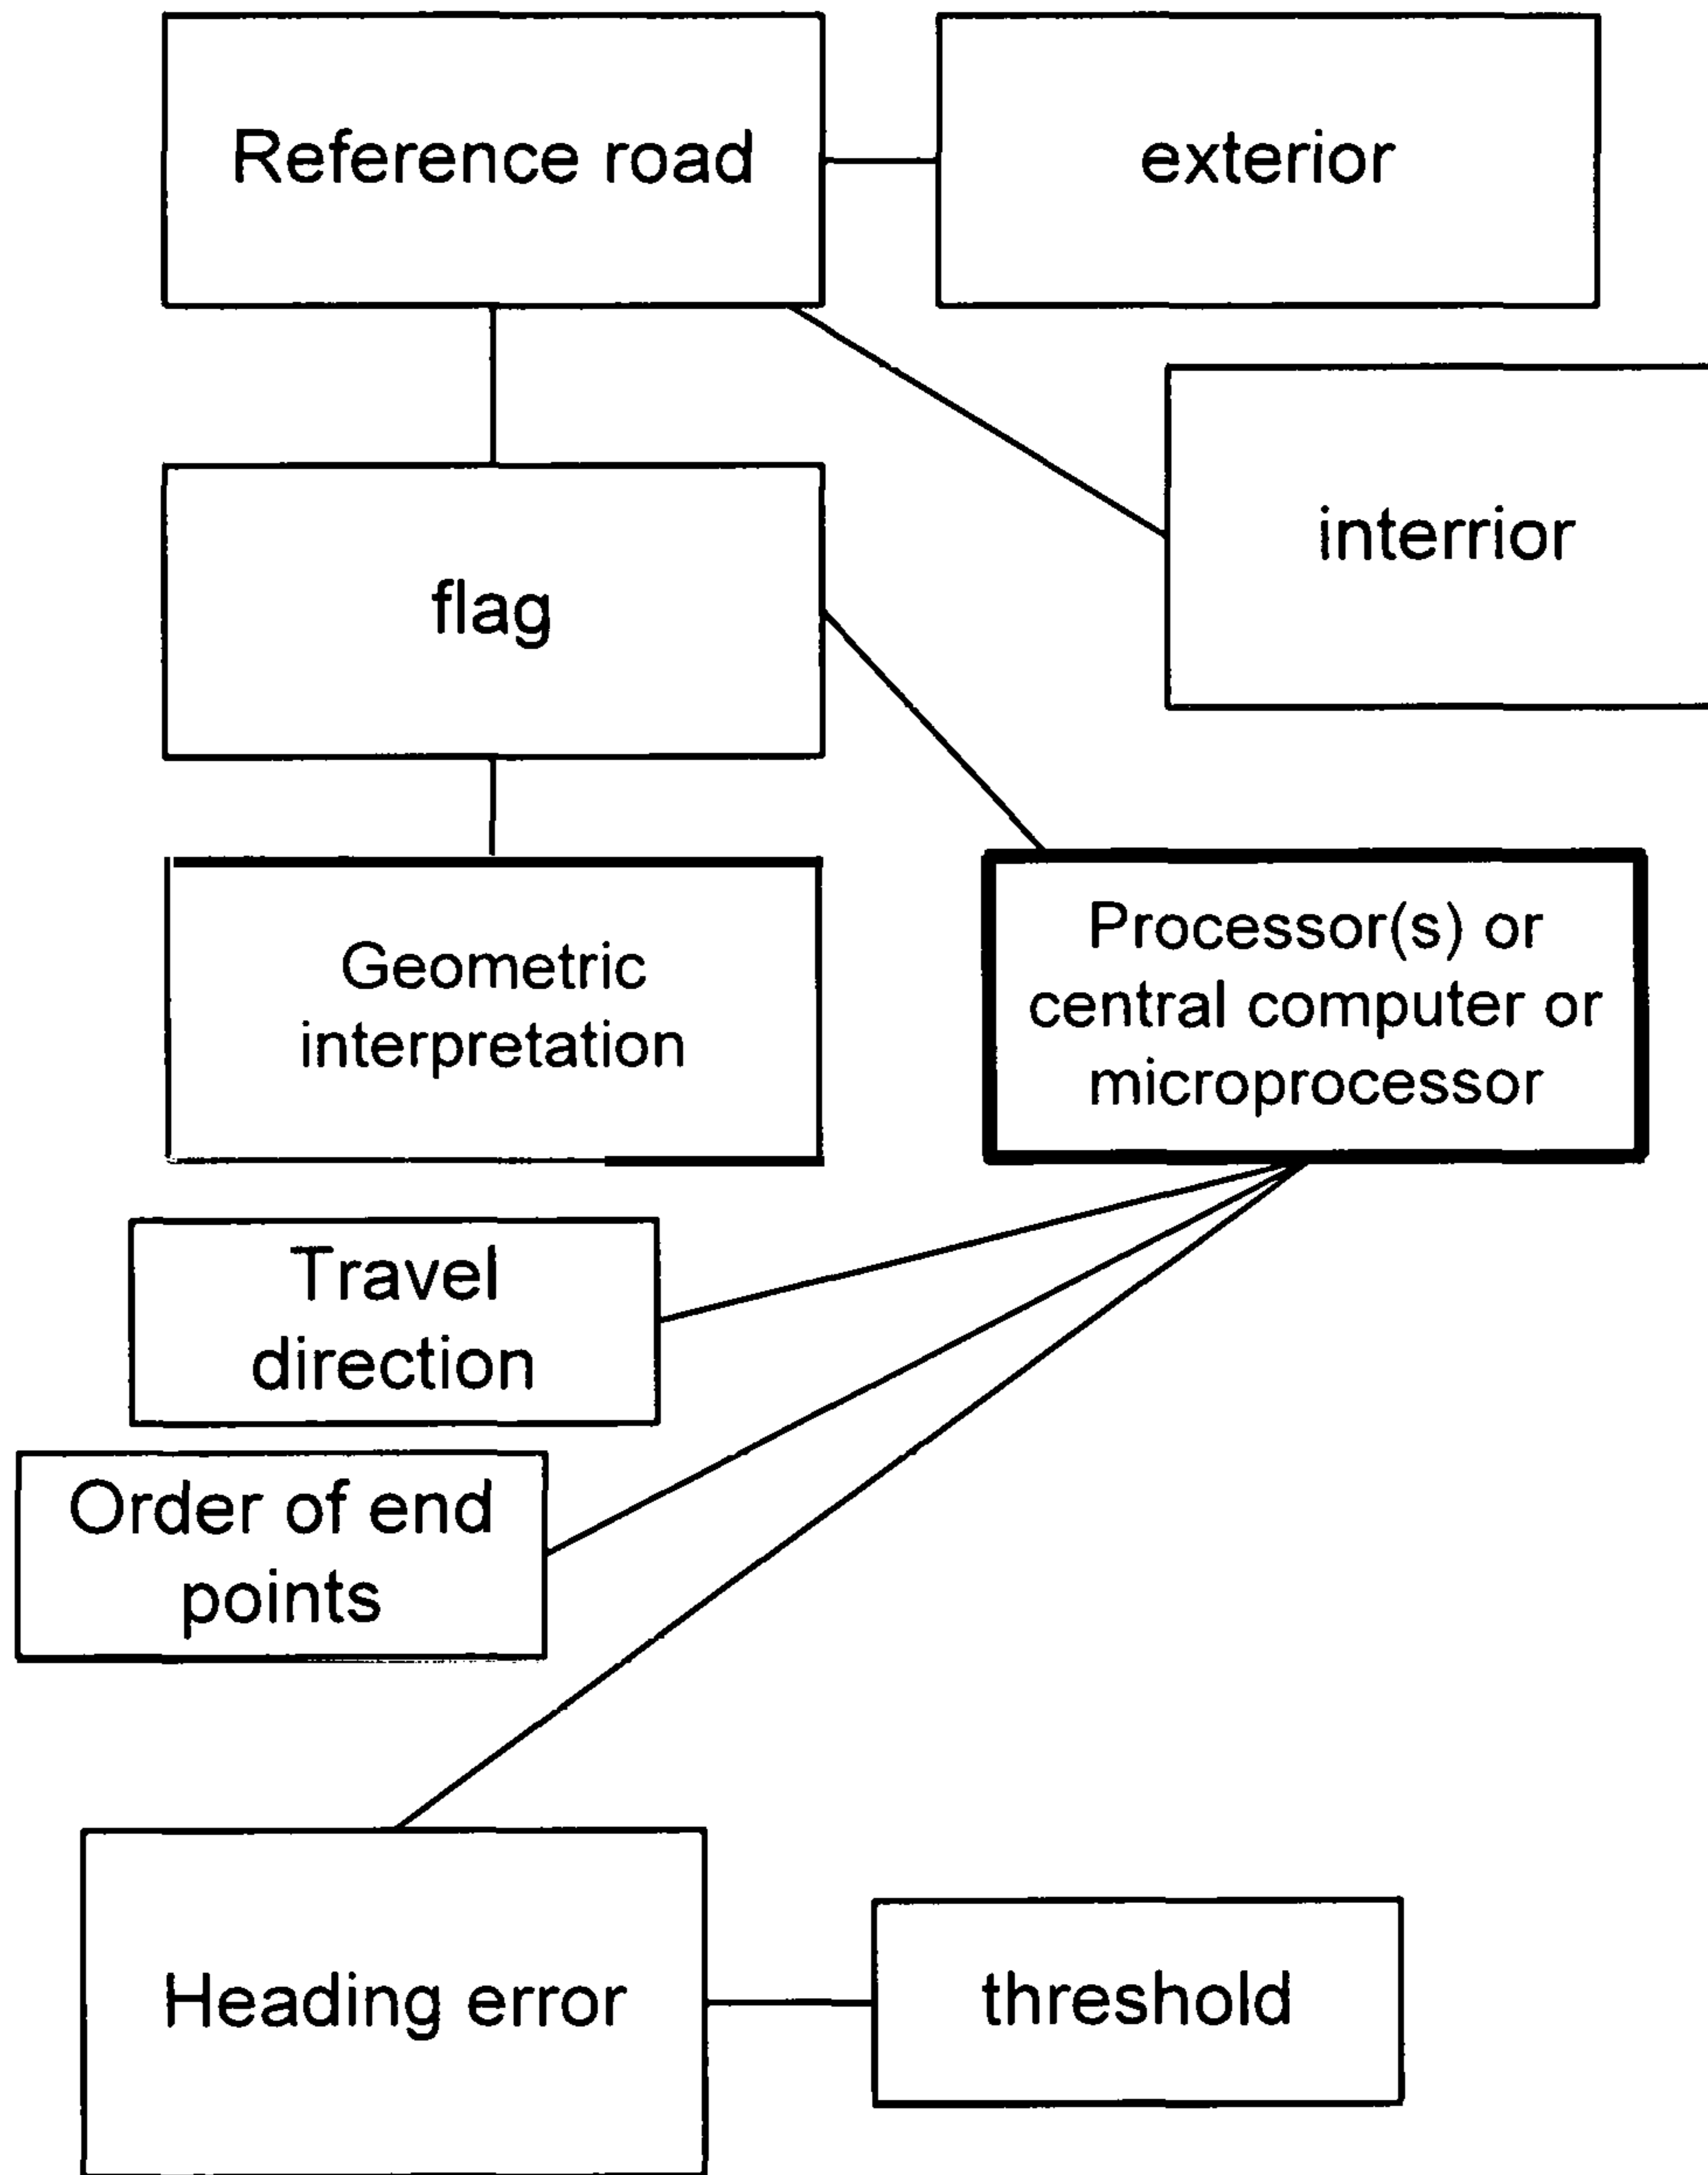 Reference road
exterior
interrior
flag
Geometric
interpretation
Processor(s) or
central computer or
microprocessor
Travel
direction
Order of end
points
Heading error
threshold